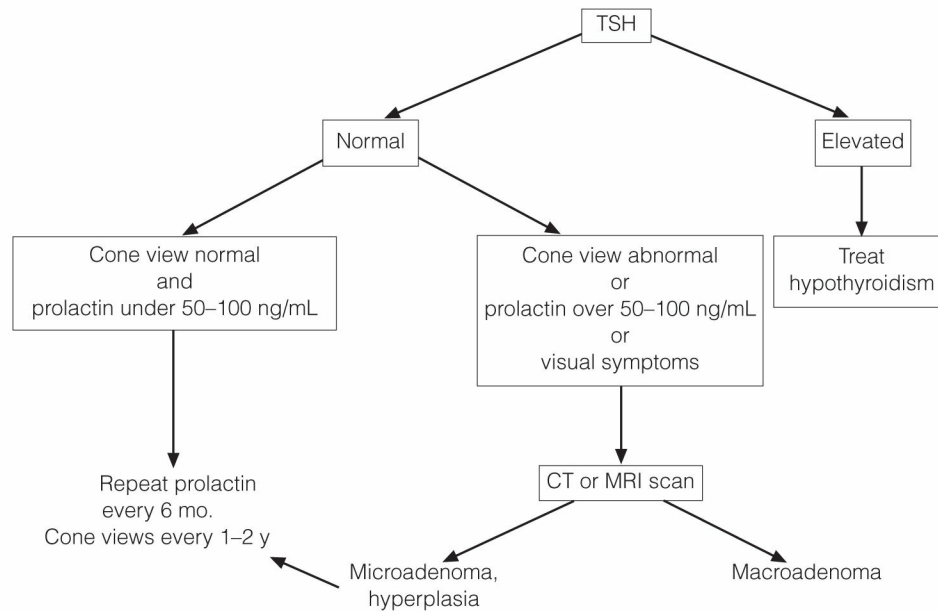 TSH
Normal
Elevated
Cone view normal
and
prolactin under 50–100 ng/mL
Cone view abnormal
or
prolactin over 50–100 ng/mL
or
visual symptoms
Treat
hypothyroidism
Repeat prolactin
every 6 mo.
Cone views every 1–2 y
CT or MRI scan
Microadenoma,
hyperplasia
Macroadenoma